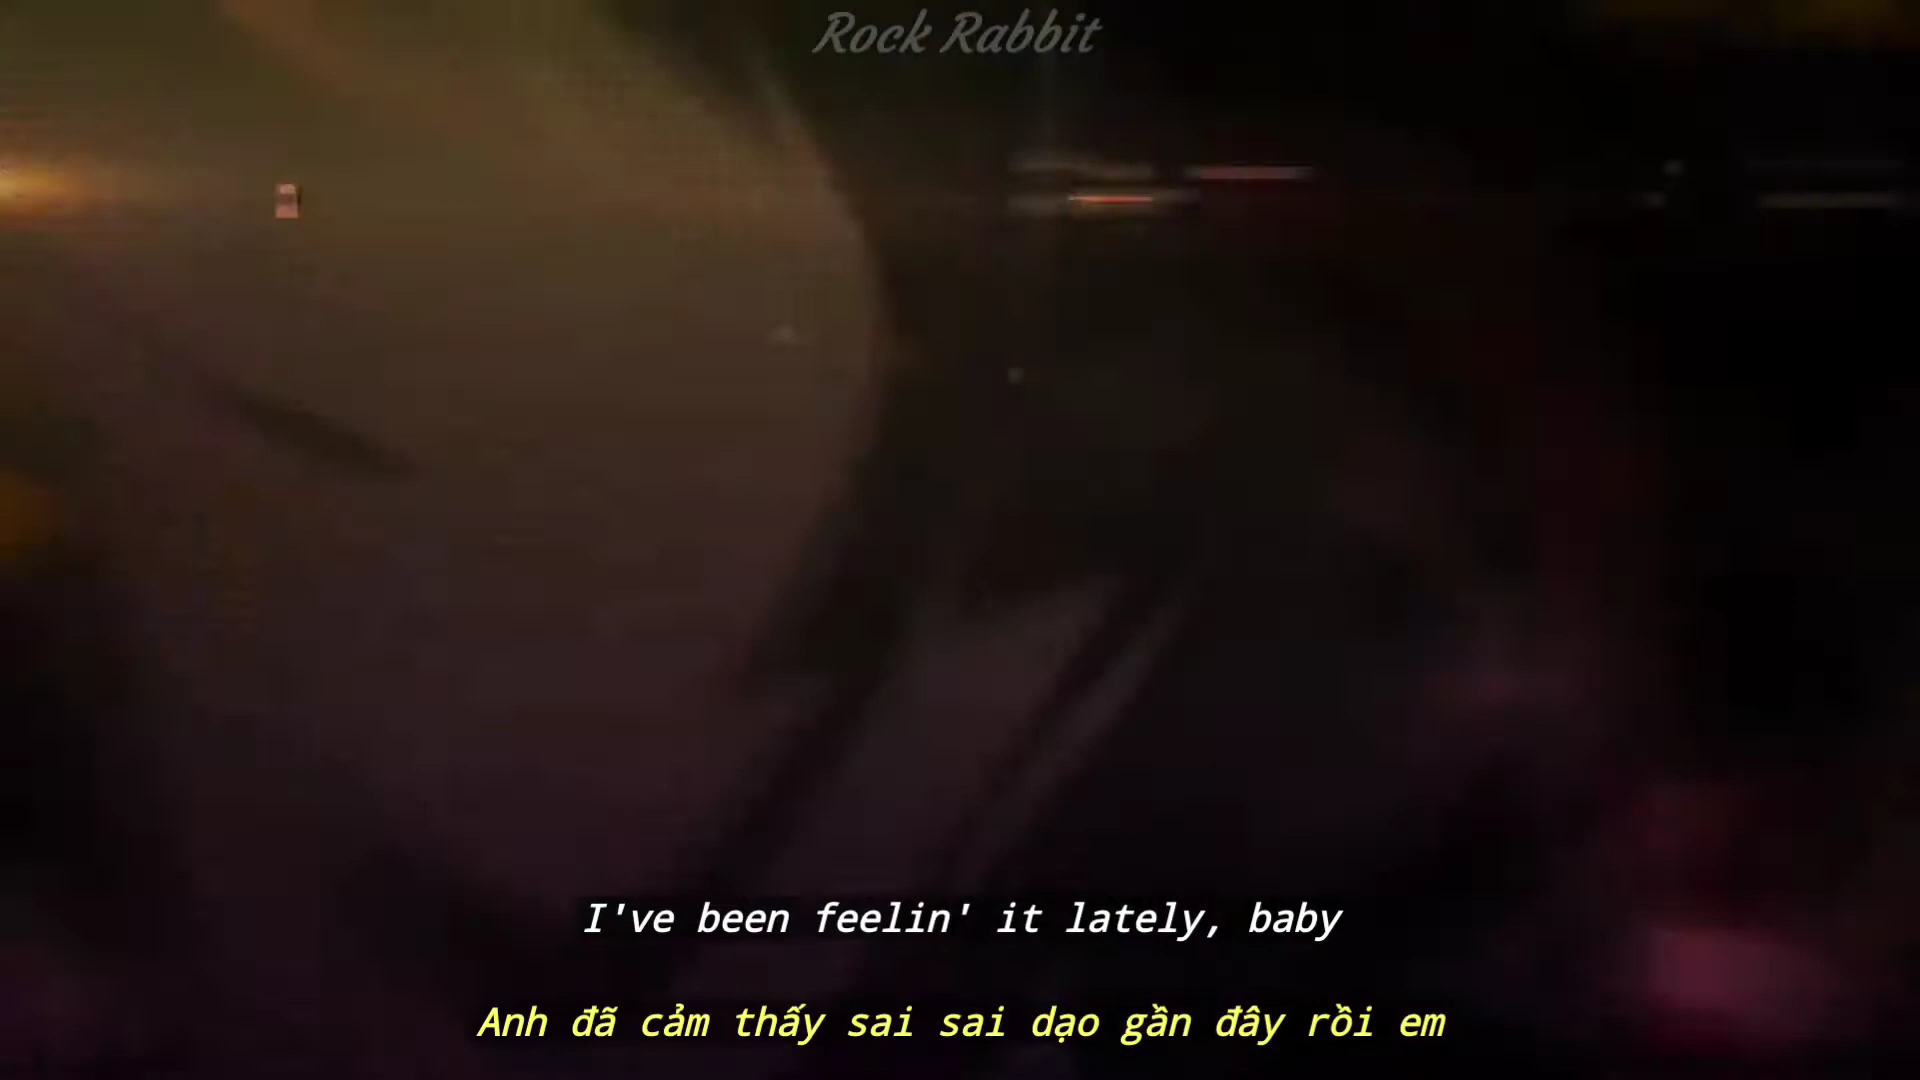 Rock Rabbit
I've been feelin' it lately, baby
Anh đã cảm thấy sai sai dạo gần đây rồi em